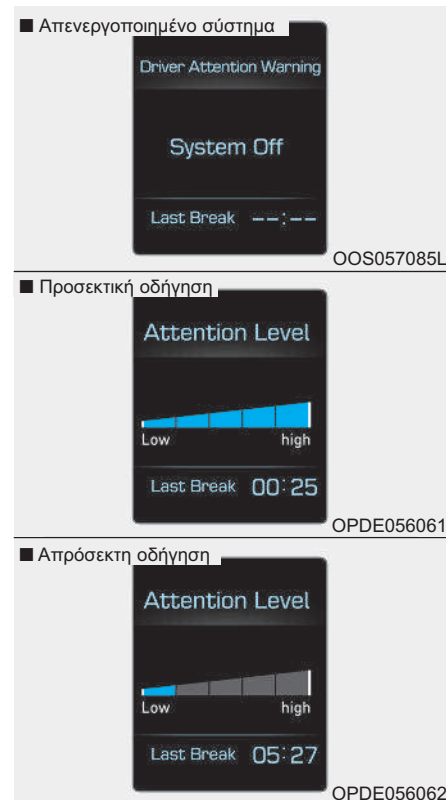 ■ Απενεργοποιημένο σύστημα
Driver Attention Warning
System Off
Last Break --:--
OOS057085L
■ Προσεκτική οδήγηση
Attention Level
Low high
Last Break 00:25
OPDE056061
■ Απρόσεκτη οδήγηση
Attention Level
Low high
Last Break 05:27
OPDE056062